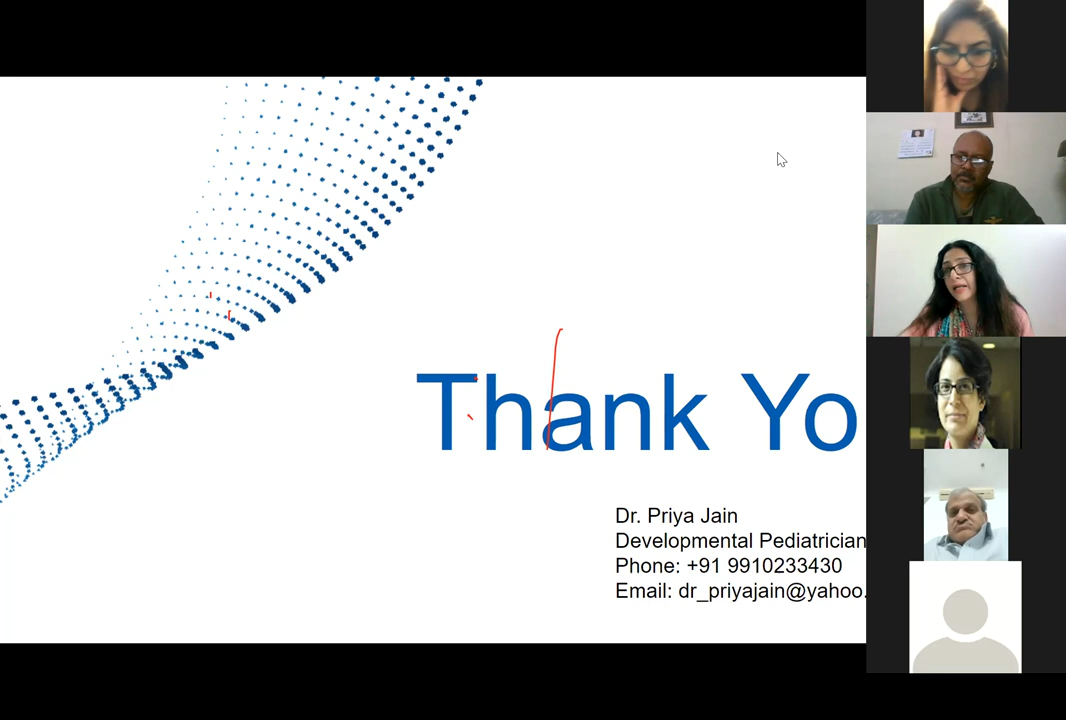 Thank Yo
Dr. Priya Jain
Developmental Pediatrician
Phone: +91 9910233430
Email: dr_priyajain@yahoo.